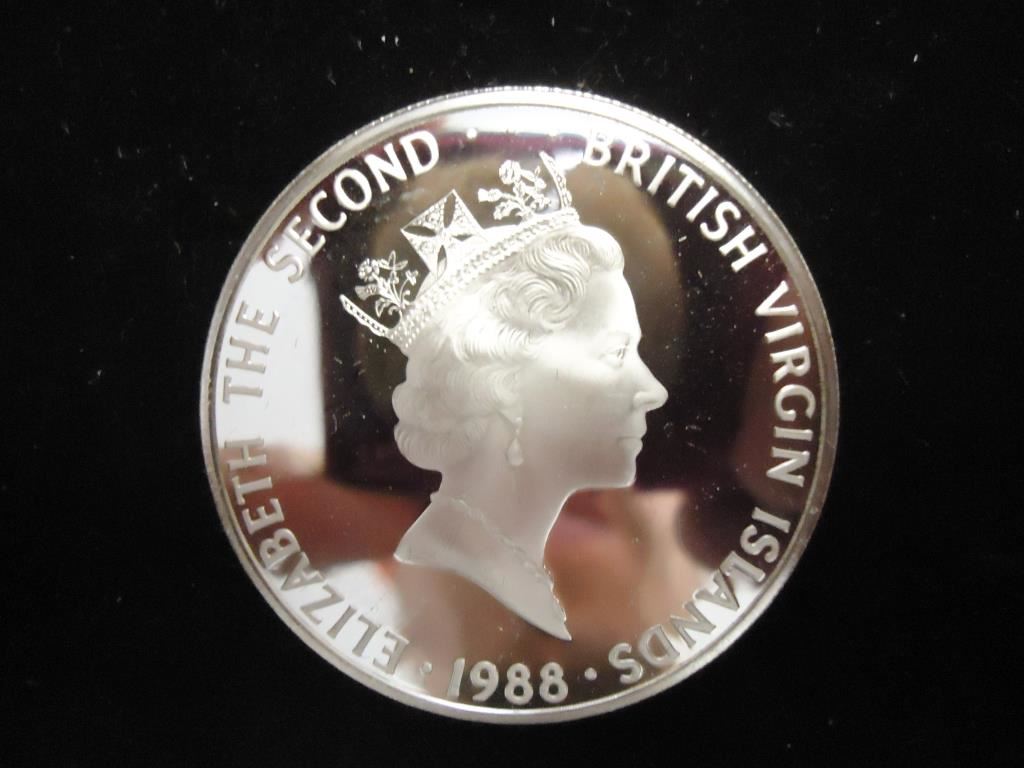 ELIZABETH THE SECOND · BRITISH VIRGIN ISLANDS ·
1988 ·